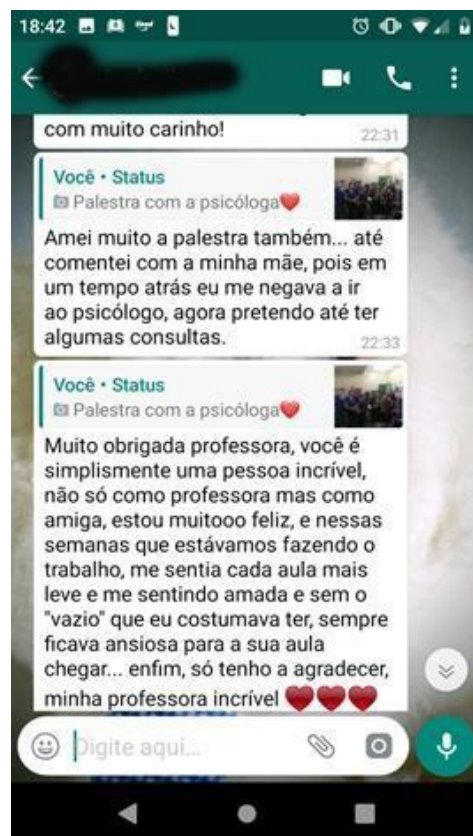 18:42
com muito carinho!
22:31
Você • Status
Palestra com a psicóloga❤️
Amei muito a palestra também... até
comentei com a minha mãe, pois em
um tempo atrás eu me negava a ir
ao psicólogo, agora pretendo até ter
algumas consultas.
22:33
Você • Status
Palestra com a psicóloga❤️
Muito obrigada professora, você é
simplismente uma pessoa incrível,
não só como professora mas como
amiga, estou muitooo feliz, e nessas
semanas que estávamos fazendo o
trabalho, me sentia cada aula mais
leve e me sentindo amada e sem o
"vazio" que eu costumava ter, sempre
ficava ansiosa para a sua aula
chegar... enfim, só tenho a agradecer,
minha professora incrível ❤️❤️❤️
Digite aqui...